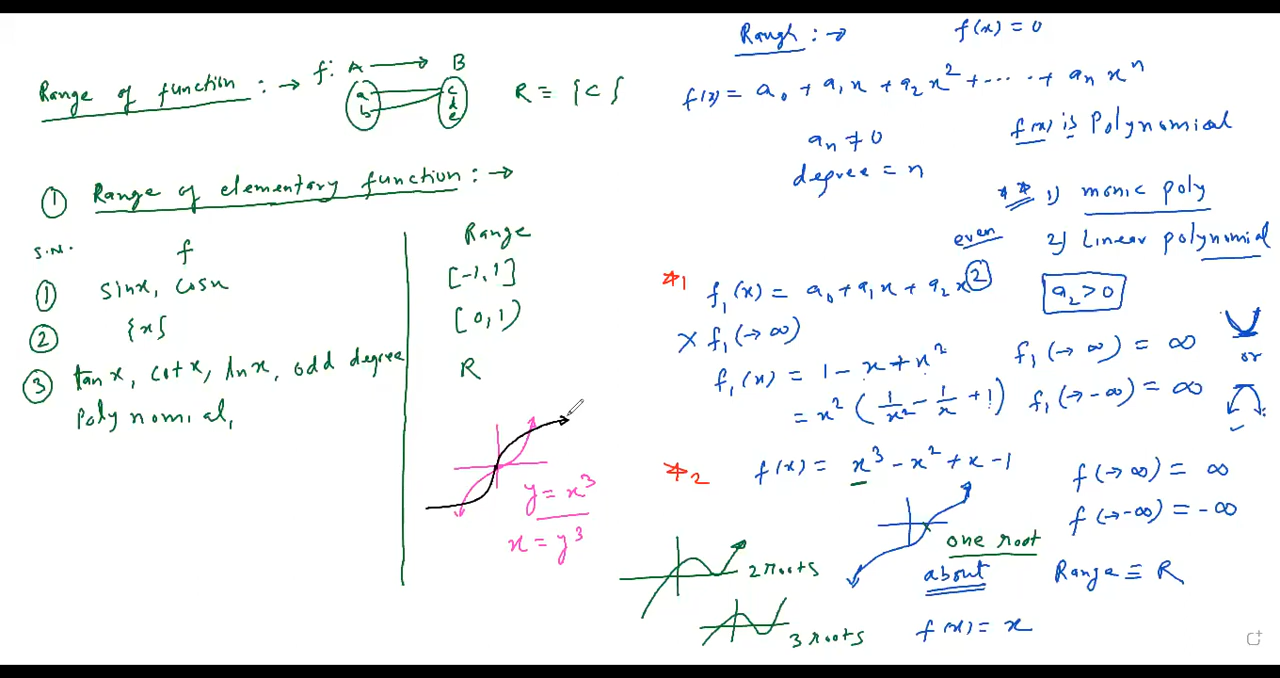 Range of function :→ f: A → B R ≡ {c}
a
b
c
d
e
① Range of elementary function :→
S.N. f Range
① sinx, cosx [-1, 1]
② {x} [0, 1)
③ tanx, cotx, lnx, odd degree R
Polynomial,
y = x³
x = y³
Rough :→ f(x) = 0
f(x) = a₀ + a₁x + a₂x² + ---- + aₙxⁿ
aₙ ≠ 0 f(x) is Polynomial
degree = n
** 1) monic poly
even 2) Linear polynomial
*1 f₁(x) = a₀ + a₁x + a₂x² a₂ > 0
× f₁(→ ∞)
f₁(x) = 1 - x + x² f₁(→ ∞) = ∞ or
= x² (1/x² - 1/x + 1) f₁(→ -∞) = ∞
*2 f(x) = x³ - x² + x - 1 f(→ ∞) = ∞
f(→ -∞) = -∞
one root
2 roots about Range ≡ R
3 roots f(x) = x